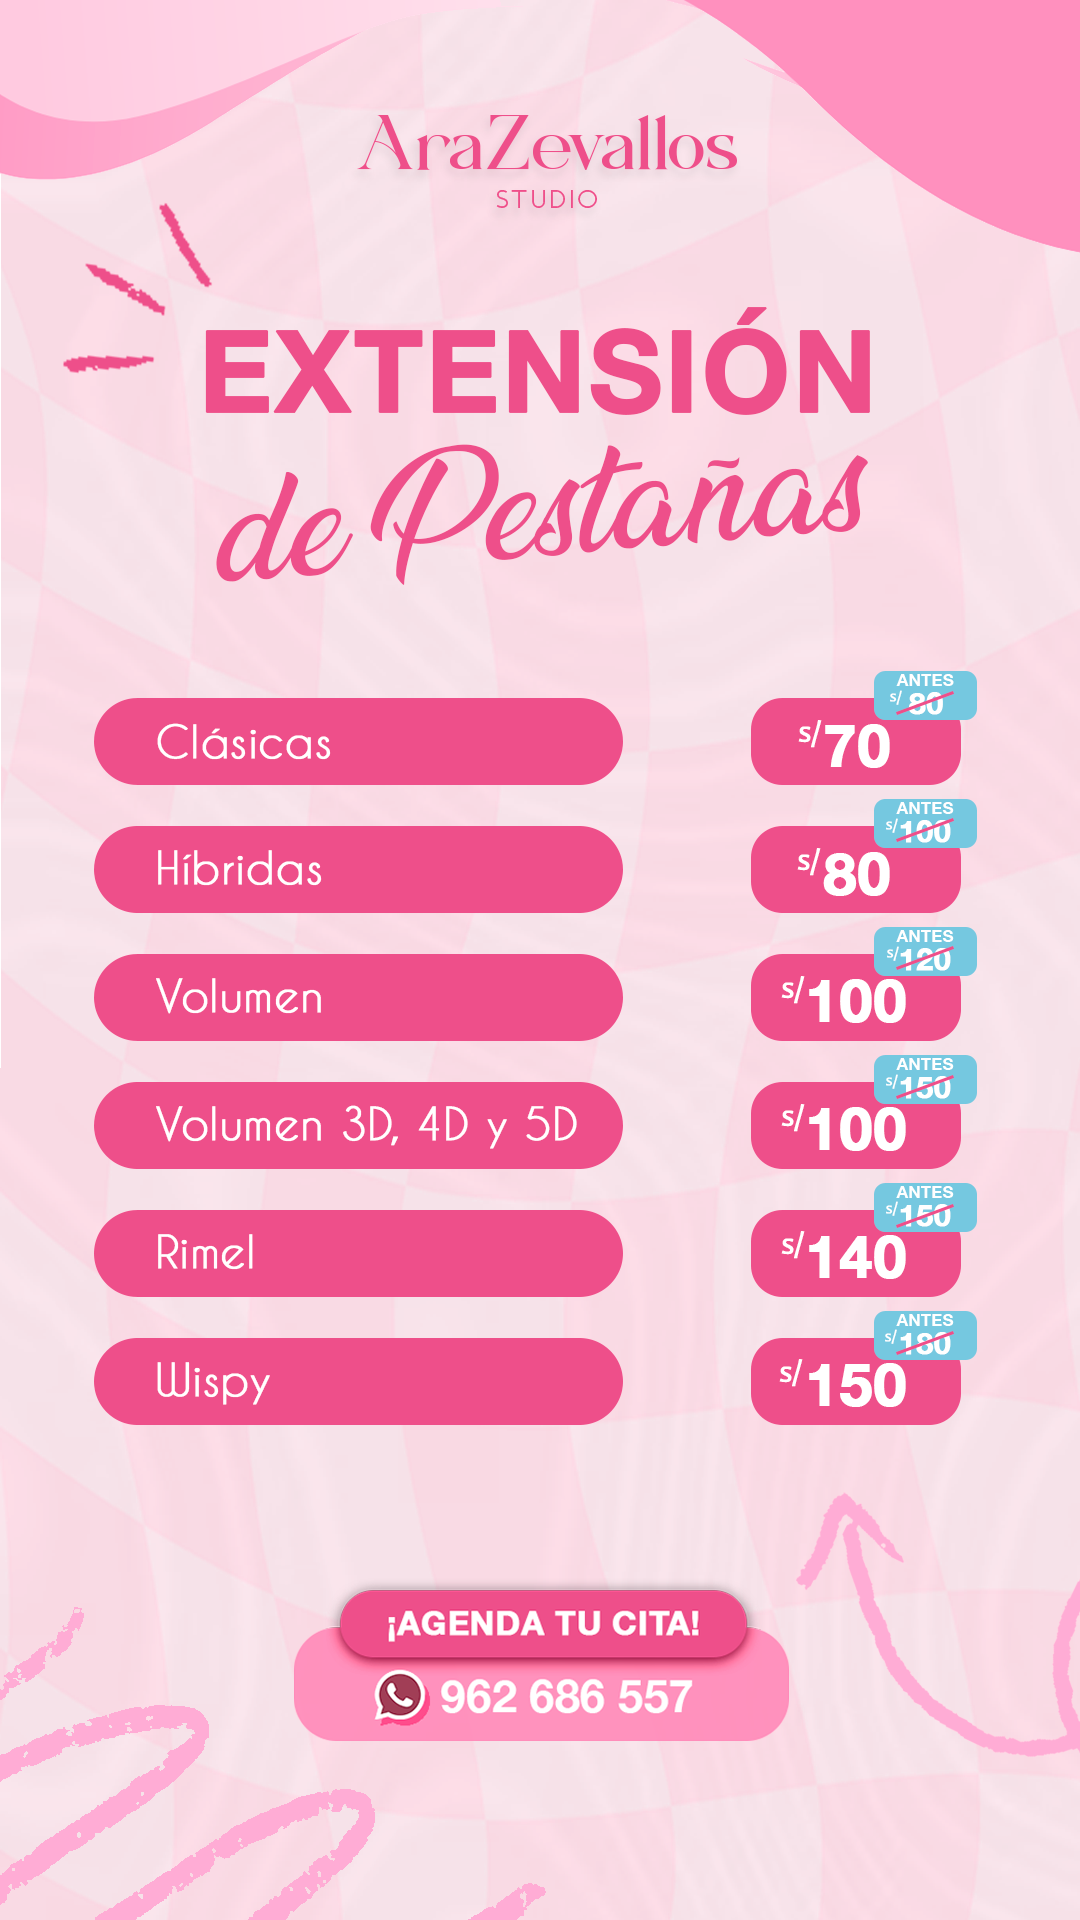 AraZevallos
STUDIO
EXTENSIÓN
de Pestañas
ANTES
s/ 80
Clásicas
s/70
ANTES
s/100
Híbridas
s/80
ANTES
s/120
Volumen
s/100
ANTES
s/150
Volumen 3D, 4D y 5D
s/100
ANTES
s/150
Rimel
s/140
ANTES
s/180
Wispy
s/150
¡AGENDA TU CITA!
962 686 557